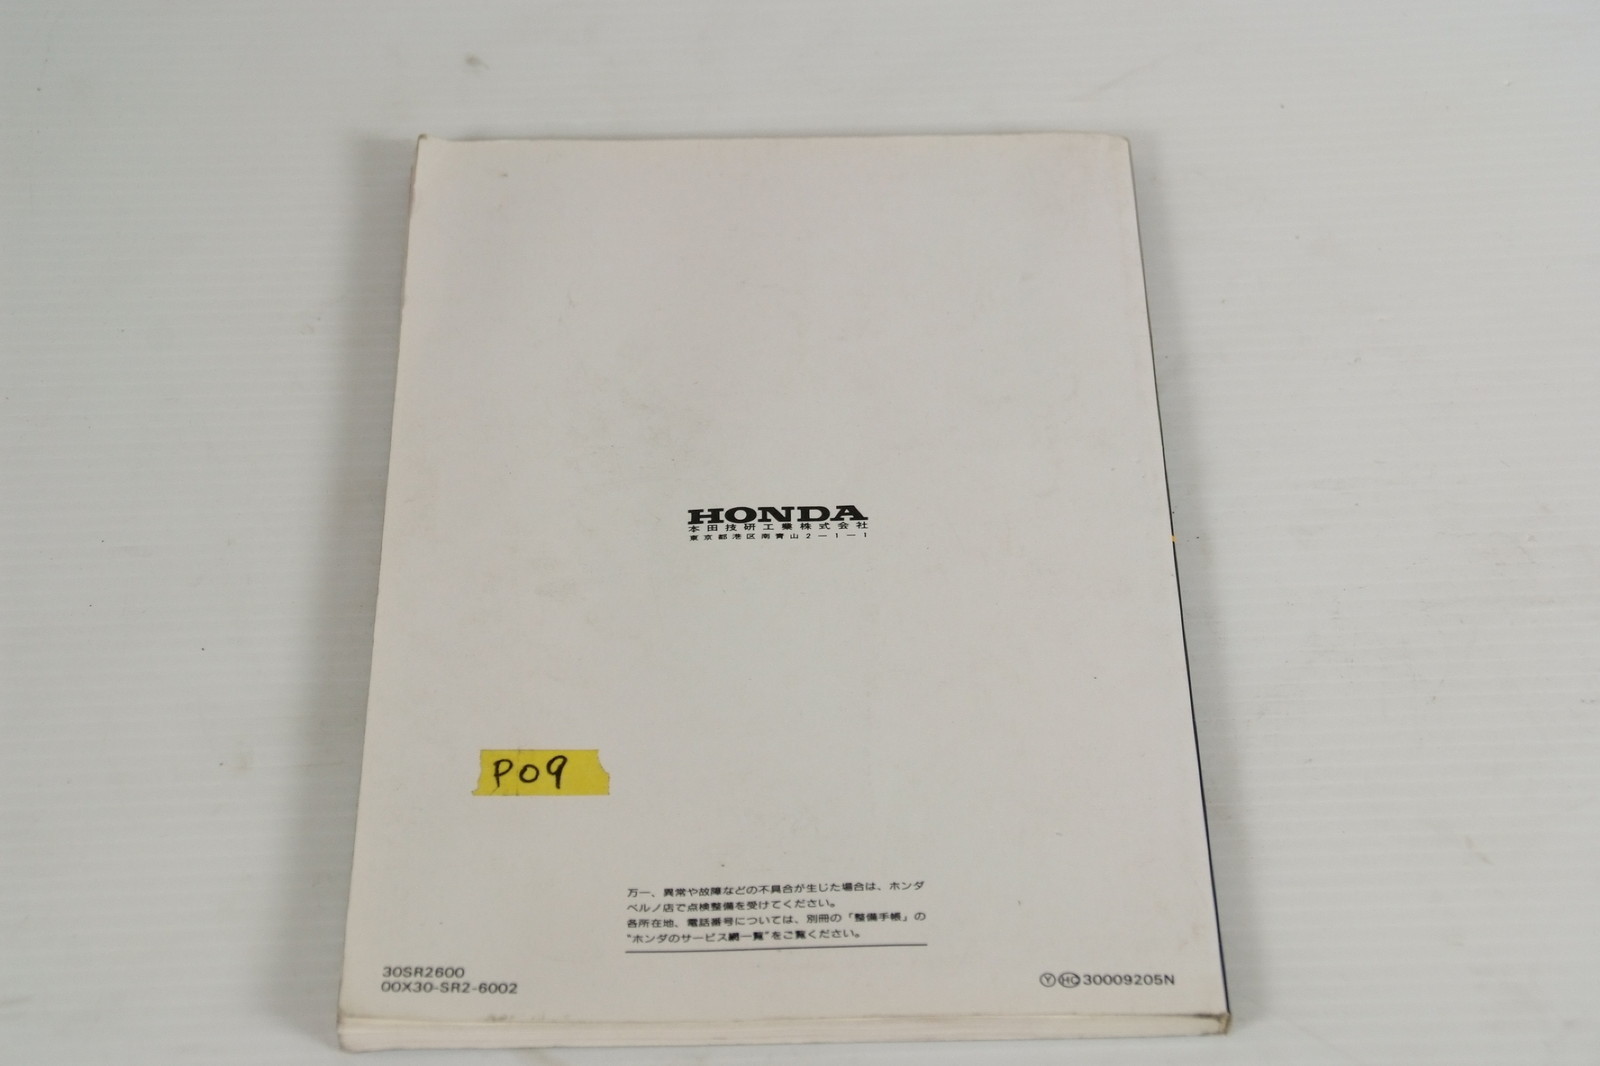 HONDA
本田技研工業株式会社
東京都港区南青山2-1-1
P09
万一、異常や故障などの不具合が生じた場合は、ホンダ
ベルノ店で点検整備を受けてください。
各所在地、電話番号については、別冊の「整備手帳」の
"ホンダのサービス網一覧"をご覧ください。
30SR2600
00X30-SR2-6002
Ⓨ HC 30009205N